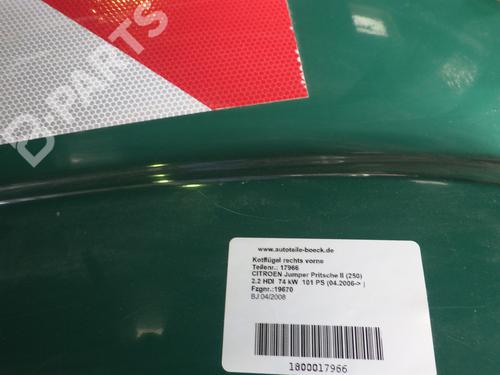 B-PARTS
www.autoteile-boeck.de
Kotflügel rechts vorne
Teilenr.: 17966
CITROEN Jumper Pritsche II (250)
2.2 HDI 74 kW 101 PS (04.2006-> |
Fzgnr.:19670
BJ:04/2008
1800017966